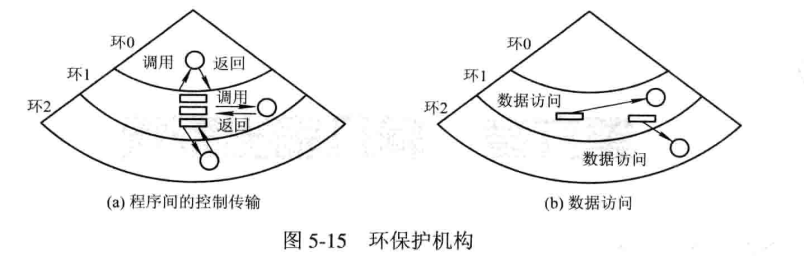 环0
环1
环2
调用
返回
调用
返回
(a) 程序间的控制传输
环0
环1
环2
数据访问
数据访问
(b) 数据访问
图 5-15 环保护机构